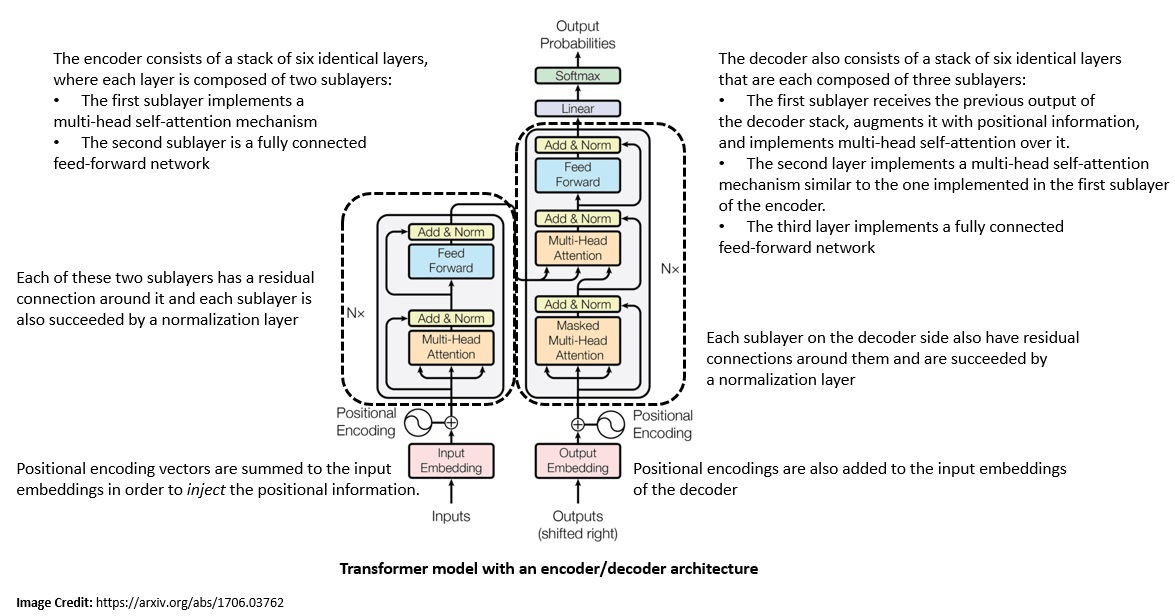 The encoder consists of a stack of six identical layers,
where each layer is composed of two sublayers:
• The first sublayer implements a
multi-head self-attention mechanism
• The second sublayer is a fully connected
feed-forward network
Each of these two sublayers has a residual
connection around it and each sublayer is
also succeeded by a normalization layer
Positional encoding vectors are summed to the input
embeddings in order to inject the positional information.
Output
Probabilities
Softmax
Linear
Add & Norm
Feed
Forward
Add & Norm
Multi-Head
Attention
Add & Norm
Masked
Multi-Head
Attention
Nx
Positional
Encoding
Output
Embedding
Outputs
(shifted right)
Add & Norm
Feed
Forward
Add & Norm
Multi-Head
Attention
Nx
Positional
Encoding
Input
Embedding
Inputs
The decoder also consists of a stack of six identical layers
that are each composed of three sublayers:
• The first sublayer receives the previous output of
the decoder stack, augments it with positional information,
and implements multi-head self-attention over it.
• The second layer implements a multi-head self-attention
mechanism similar to the one implemented in the first sublayer
of the encoder.
• The third layer implements a fully connected
feed-forward network
Each sublayer on the decoder side also have residual
connections around them and are succeeded by
a normalization layer
Positional encodings are also added to the input embeddings
of the decoder
Transformer model with an encoder/decoder architecture
Image Credit: https://arxiv.org/abs/1706.03762